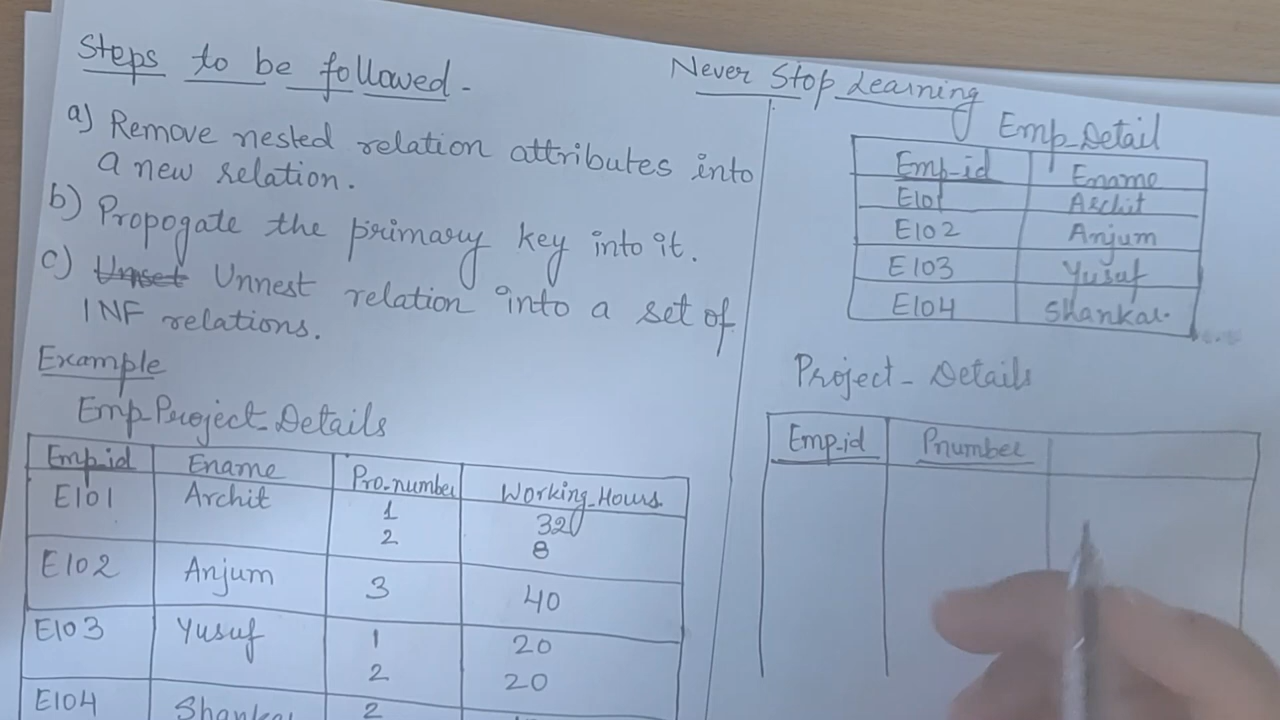 Steps to be followed.
a) Remove nested relation attributes into
a new relation.
b) Propogate the primary key into it.
c) Unnest relation into a set of
1NF relations.
Example
Emp-Project-Details
Emp-id Ename Pro-number Working-Hours
E101 Archit 1 320
2 8
E102 Anjum 3 40
E103 Yusuf 1 20
2 20
E104 Shankar 2
Never Stop Learning
Emp-Detail
Emp-id Ename
E101 Archit
E102 Anjum
E103 Yusuf
E104 Shankar.
Project-Details
Emp-id Pnumber